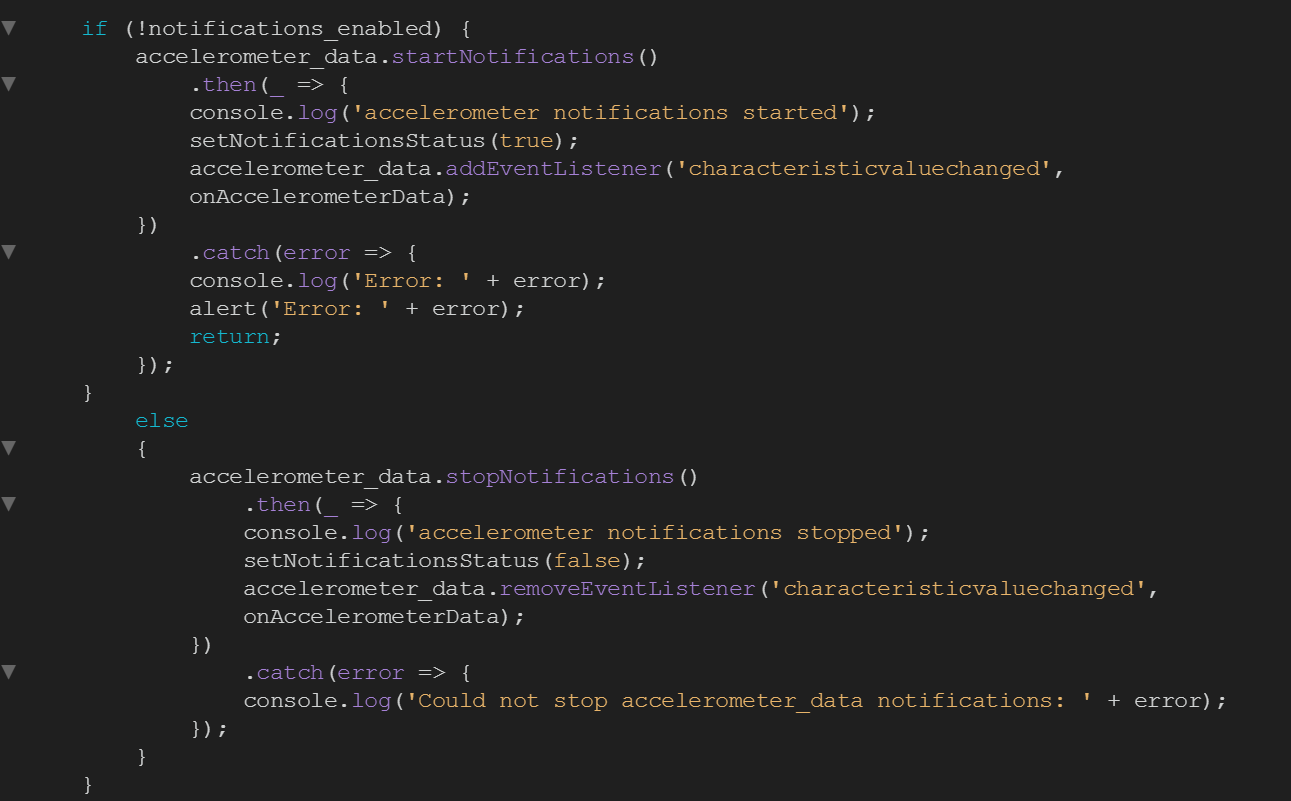 if (!notifications_enabled) {
accelerometer_data.startNotifications()
.then(_ => {
console.log('accelerometer notifications started');
setNotificationsStatus(true);
accelerometer_data.addEventListener('characteristicvaluechanged',
onAccelerometerData);
})
.catch(error => {
console.log('Error: ' + error);
alert('Error: ' + error);
return;
});
}
else
{
accelerometer_data.stopNotifications()
.then(_ => {
console.log('accelerometer notifications stopped');
setNotificationsStatus(false);
accelerometer_data.removeEventListener('characteristicvaluechanged',
onAccelerometerData);
})
.catch(error => {
console.log('Could not stop accelerometer_data notifications: ' + error);
});
}
}